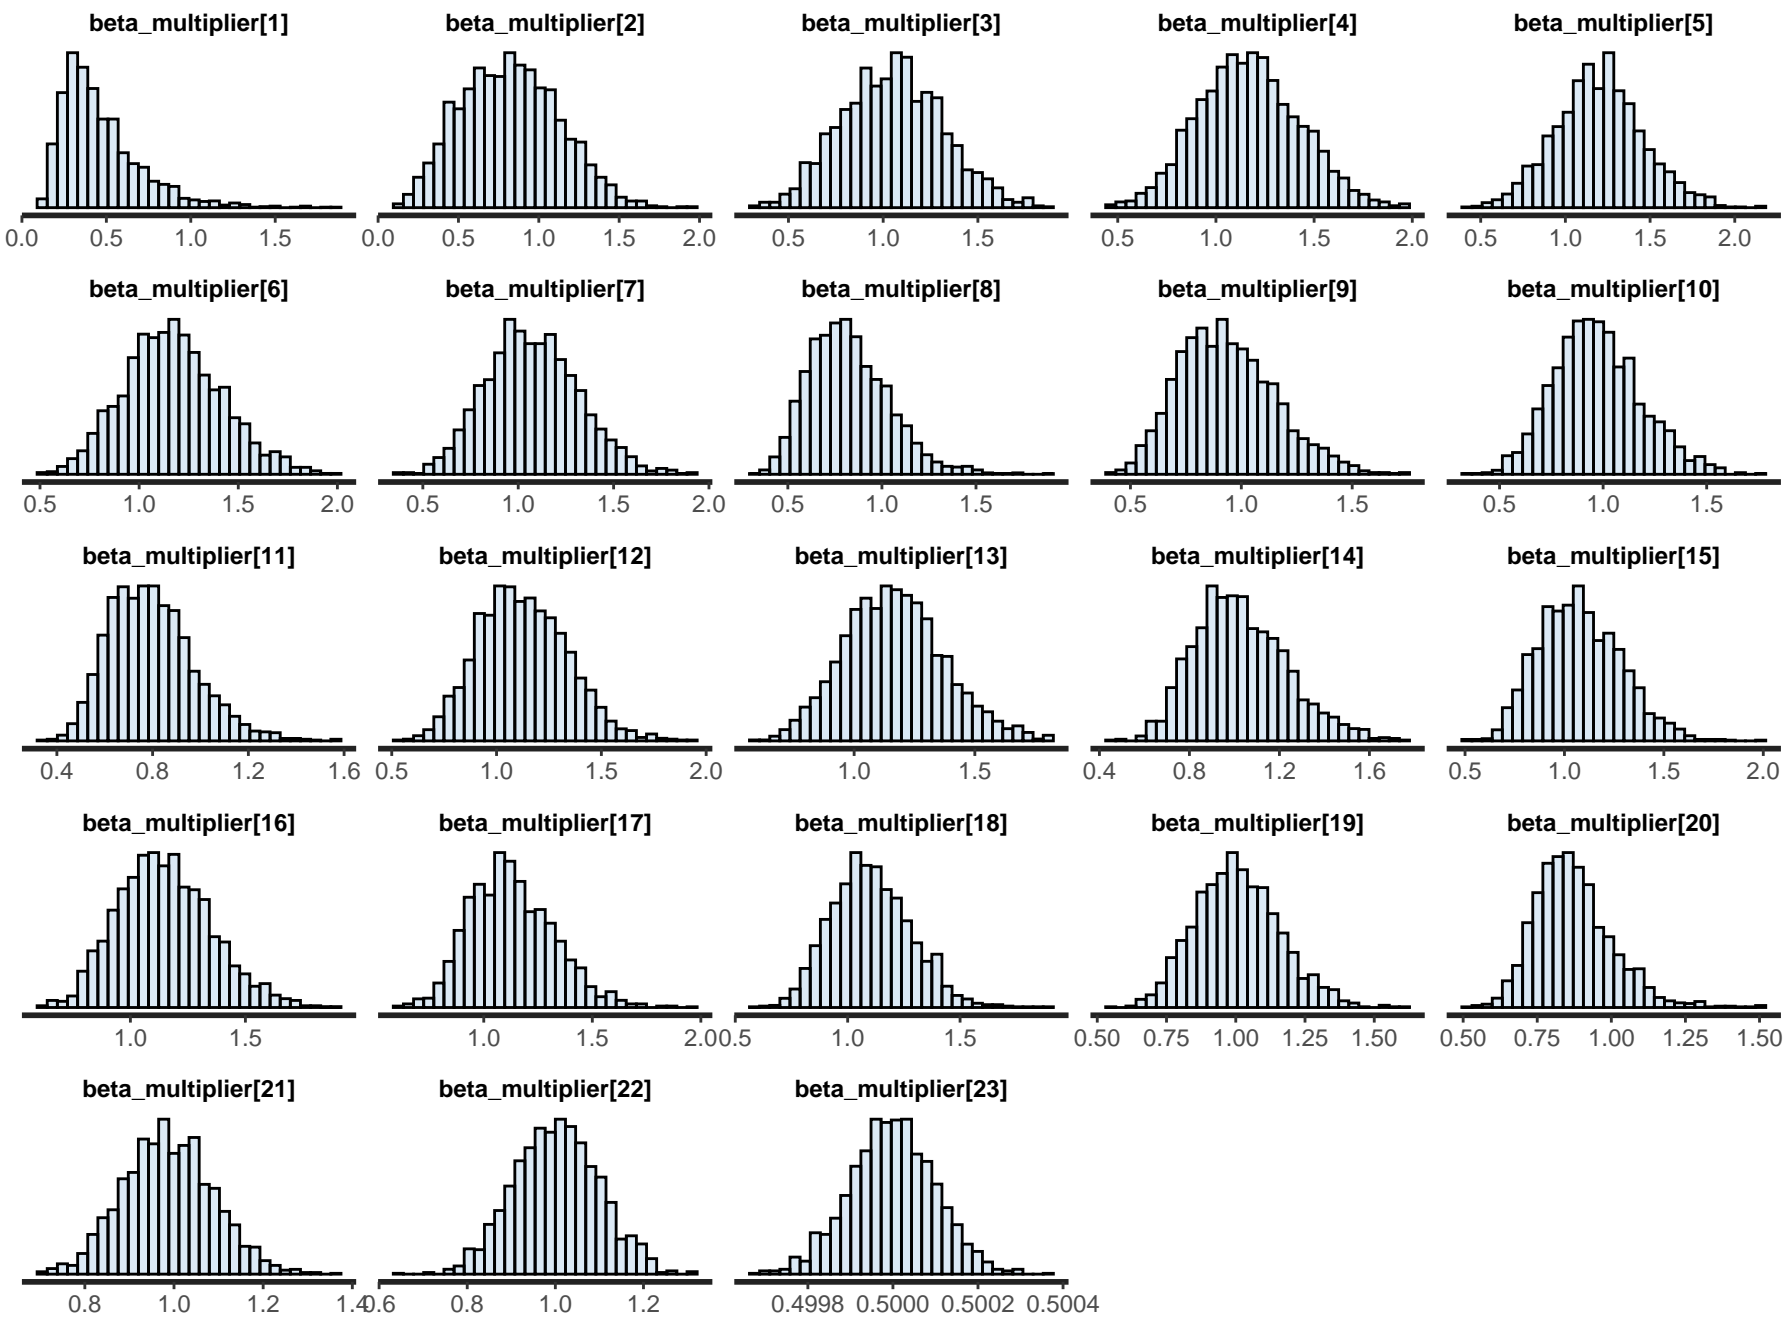 beta_multiplier[1] beta_multiplier[2] beta_multiplier[3] beta_multiplier[4] beta_multiplier[5]
0.0 0.5 1.0 1.5 0.0 0.5 1.0 1.5 2.0 0.5 1.0 1.5 0.5 1.0 1.5 2.0 0.5 1.0 1.5 2.0
beta_multiplier[6] beta_multiplier[7] beta_multiplier[8] beta_multiplier[9] beta_multiplier[10]
0.5 1.0 1.5 2.0 0.5 1.0 1.5 2.0 0.5 1.0 1.5 0.5 1.0 1.5 0.5 1.0 1.5
beta_multiplier[11] beta_multiplier[12] beta_multiplier[13] beta_multiplier[14] beta_multiplier[15]
0.4 0.8 1.2 1.6 0.5 1.0 1.5 2.0 1.0 1.5 0.4 0.8 1.2 1.6 0.5 1.0 1.5 2.0
beta_multiplier[16] beta_multiplier[17] beta_multiplier[18] beta_multiplier[19] beta_multiplier[20]
1.0 1.5 1.0 1.5 2.0 0.5 1.0 1.5 0.50 0.75 1.00 1.25 1.50 0.50 0.75 1.00 1.25 1.50
beta_multiplier[21] beta_multiplier[22] beta_multiplier[23]
0.8 1.0 1.2 1.4 0.6 0.8 1.0 1.2 0.4998 0.5000 0.5002 0.5004